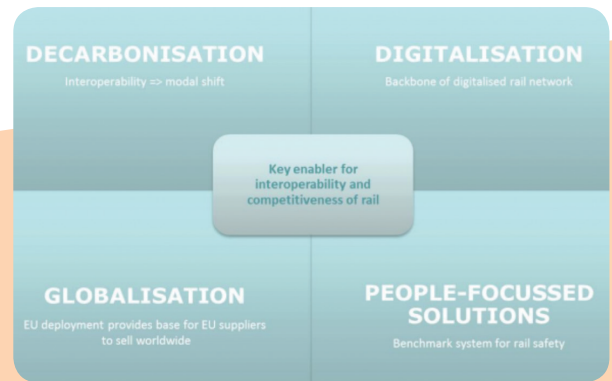 DECARBONISATION
Interoperability => modal shift
DIGITALISATION
Backbone of digitalised rail network
Key enabler for
interoperability and
competitiveness of rail
GLOBALISATION
EU deployment provides base for EU suppliers
to sell worldwide
PEOPLE-FOCUSSED
SOLUTIONS
Benchmark system for rail safety